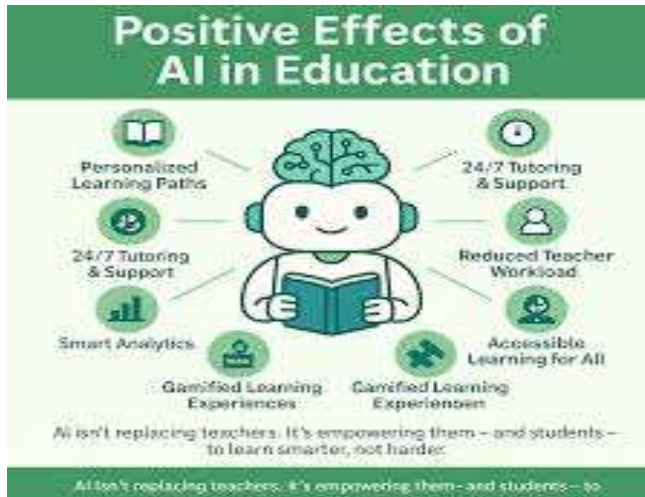 Positive Effects of
AI in Education
Personalized
Learning Paths
24/7 Tutoring
& Support
24/7 Tutoring
& Support
Reduced Teacher
Workload
Smart Analytics
Accessible
Learning for All
Gamified Learning
Experiences
Gamified Learning
Experiencen
AI isn't replacing teachers. It's empowering them – and students –
to learn smarter, not harder.
AI Isn't replacing teachers. It's empowering them– and students – to